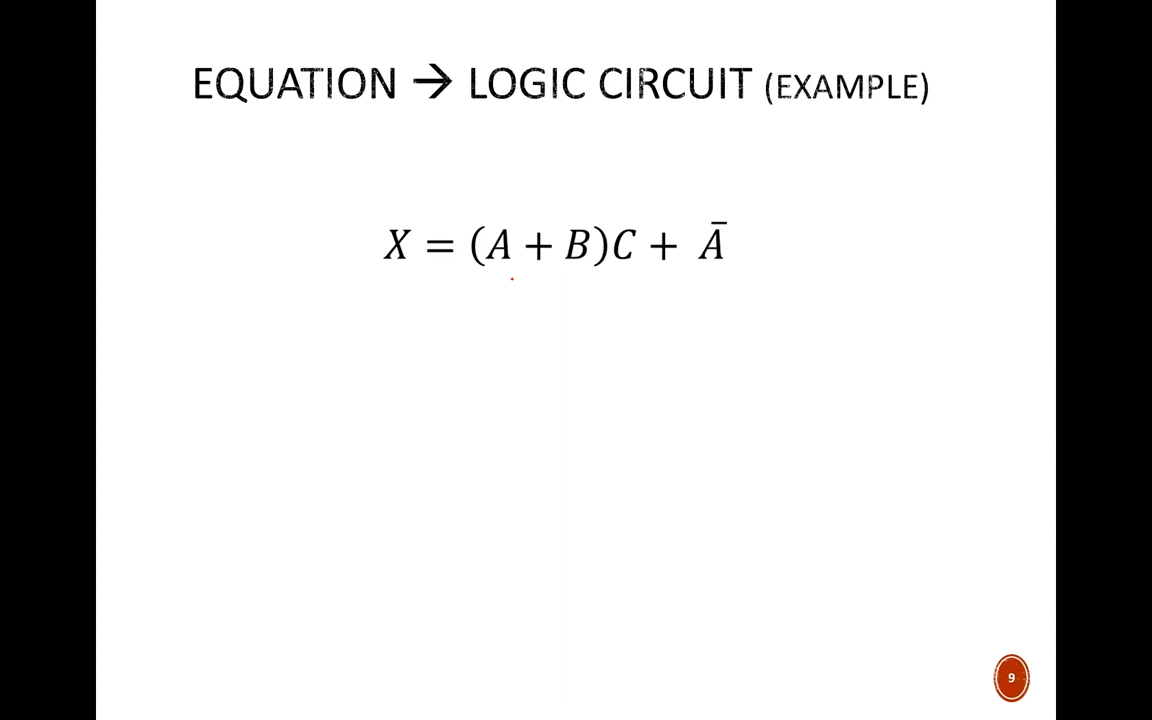 EQUATION → LOGIC CIRCUIT (EXAMPLE)
X = (A + B)C + Ā
9